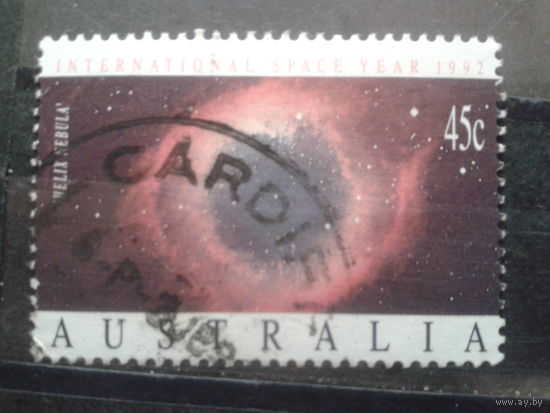 INTERNATIONAL SPACE YEAR 1992
45c
'HELIX NEBULA'
CARDI
AUSTRALIA
www.ay.by